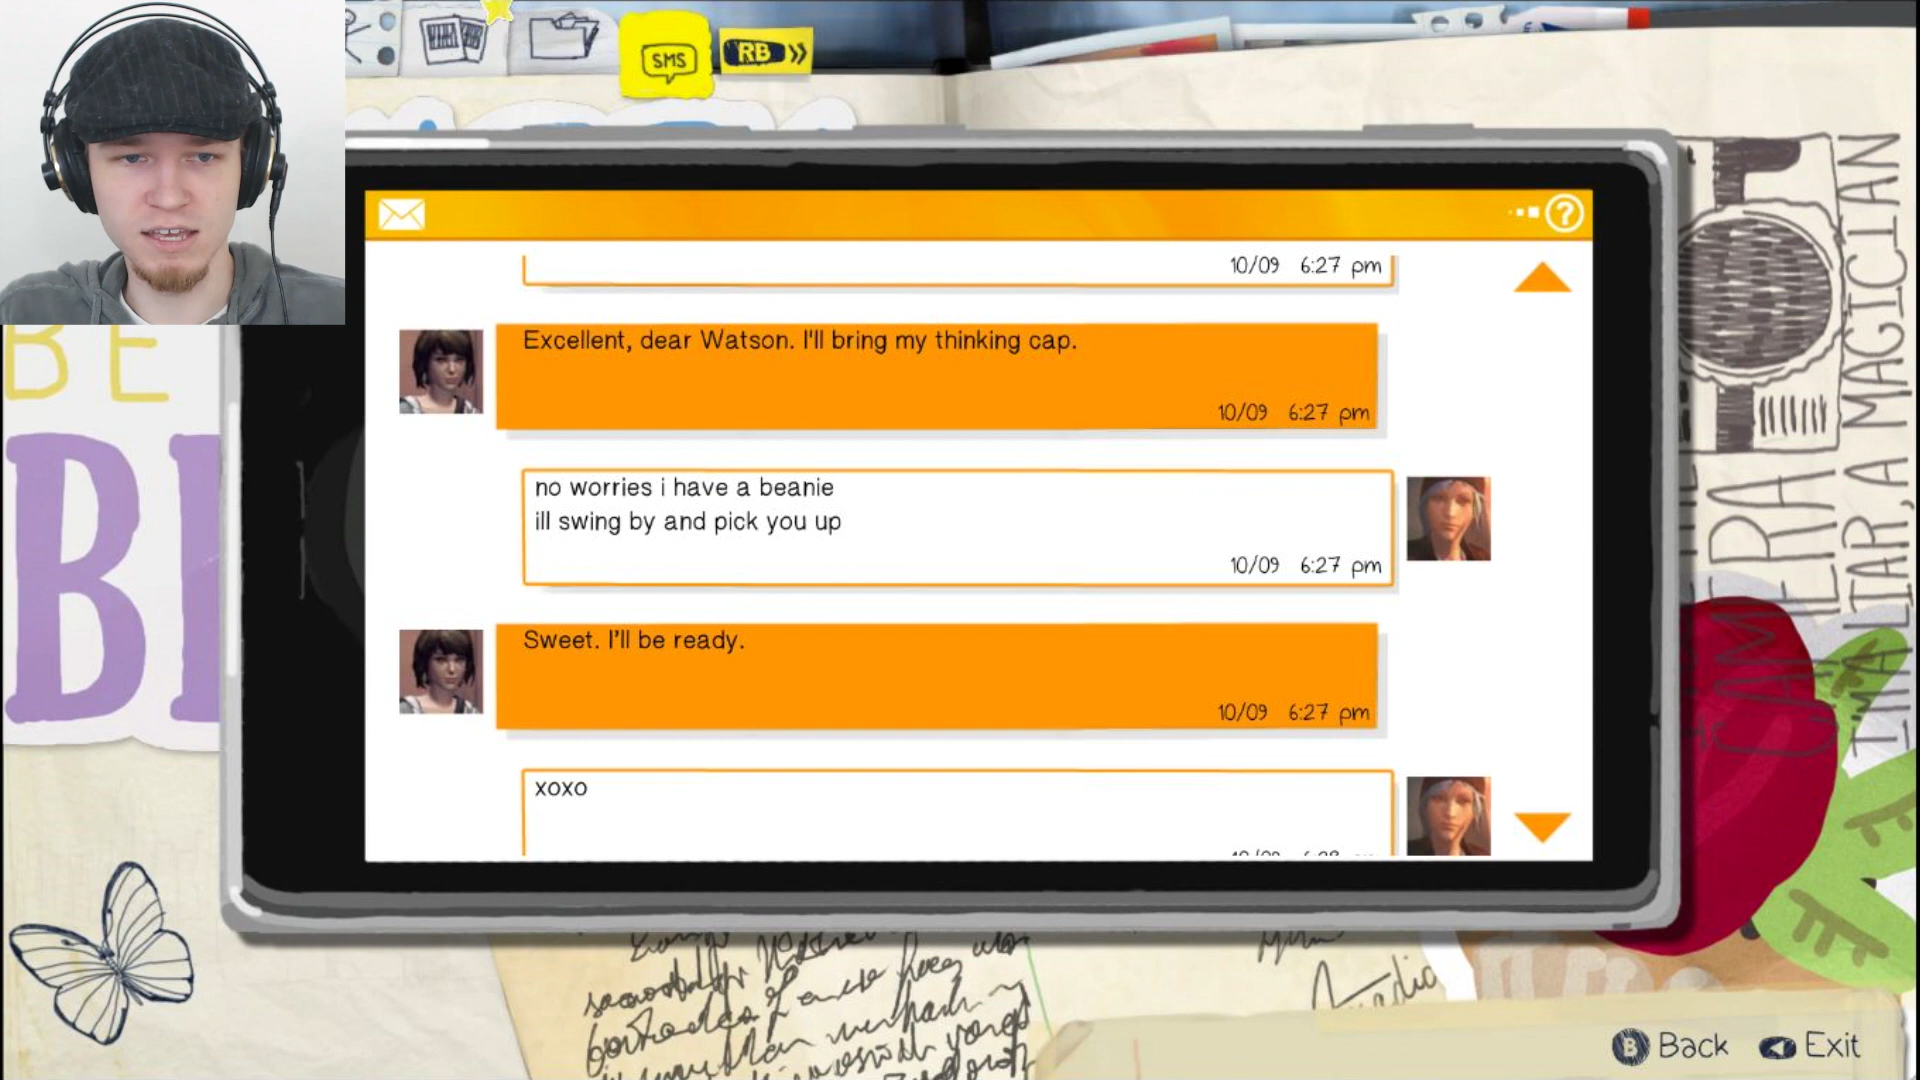 SMS
RB
10/09 6:27 pm
Excellent, dear Watson. I'll bring my thinking cap.
10/09 6:27 pm
no worries i have a beanie
ill swing by and pick you up
10/09 6:27 pm
Sweet. I'll be ready.
10/09 6:27 pm
xoxo
BE
CAMERA
LIAR, A MAGICIAN
B Back
Exit